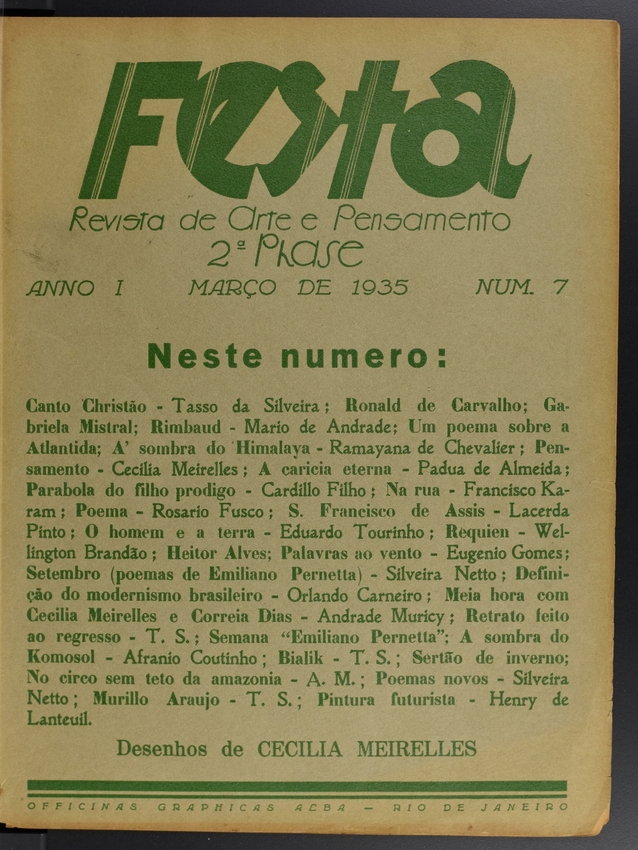 Festa
Revista de Arte e Pensamento
2ª Phase
ANNO I MARÇO DE 1935 NUM. 7
Neste numero:
Canto Christão - Tasso da Silveira; Ronald de Carvalho; Ga-
briela Mistral; Rimbaud - Mario de Andrade; Um poema sobre a
Atlantida; A' sombra do Himalaya - Ramayana de Chevalier; Pen-
samento - Cecilia Meirelles; A caricia eterna - Padua de Almeida;
Parabola do filho prodigo - Cardillo Filho; Na rua - Francisco Ka-
ram; Poema - Rosario Fusco; S. Francisco de Assis - Lacerda
Pinto; O homem e a terra - Eduardo Tourinho; Requien - Wel-
lington Brandão; Heitor Alves; Palavras ao vento - Eugenio Gomes;
Setembro (poemas de Emiliano Pernetta) - Silveira Netto; Defini-
ção do modernismo brasileiro - Orlando Carneiro; Meia hora com
Cecilia Meirelles e Correia Dias - Andrade Muricy; Retrato feito
ao regresso - T. S.; Semana "Emiliano Pernetta"; A sombra do
Komosol - Afranio Coutinho; Bialik - T. S.; Sertão de inverno;
No circo sem teto da amazonia - A. M.; Poemas novos - Silveira
Netto; Murillo Araujo - T. S.; Pintura futurista - Henry de
Lanteuil.
Desenhos de CECILIA MEIRELLES
OFFICINAS GRAPHICAS ALBA — RIO DE JANEIRO